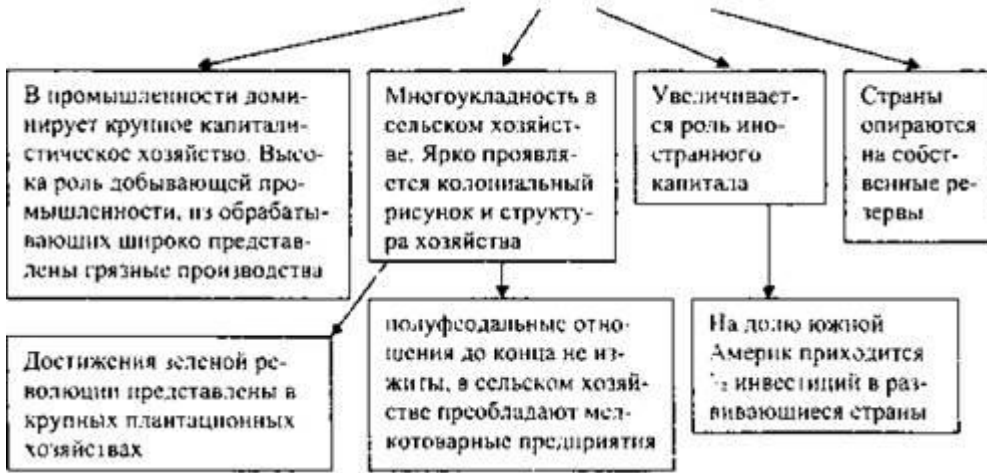 В промышленности доми-
нирует крупное капитали-
стическое хозяйство. Высо-
ка роль добывающей про-
мышленности, из обрабаты-
вающих широко представ-
лены грязные производства
Многоукладность в
сельском хозяйст-
ве. Ярко проявля-
ется колониальный
рисунок и структу-
ра хозяйства
Увеличивает-
ся роль ино-
странного
капитала
Страны
опираются
на собст-
венные ре-
зервы
Достижения зеленой ре-
волюции представлены в
крупных плантационных
хозяйствах
полуфеодальные отно-
шения до конца не из-
житы, в сельском хозяй-
стве преобладают мел-
котоварные предприятия
На долю южной
Америк приходится
½ инвестиций в раз-
вивающиеся страны